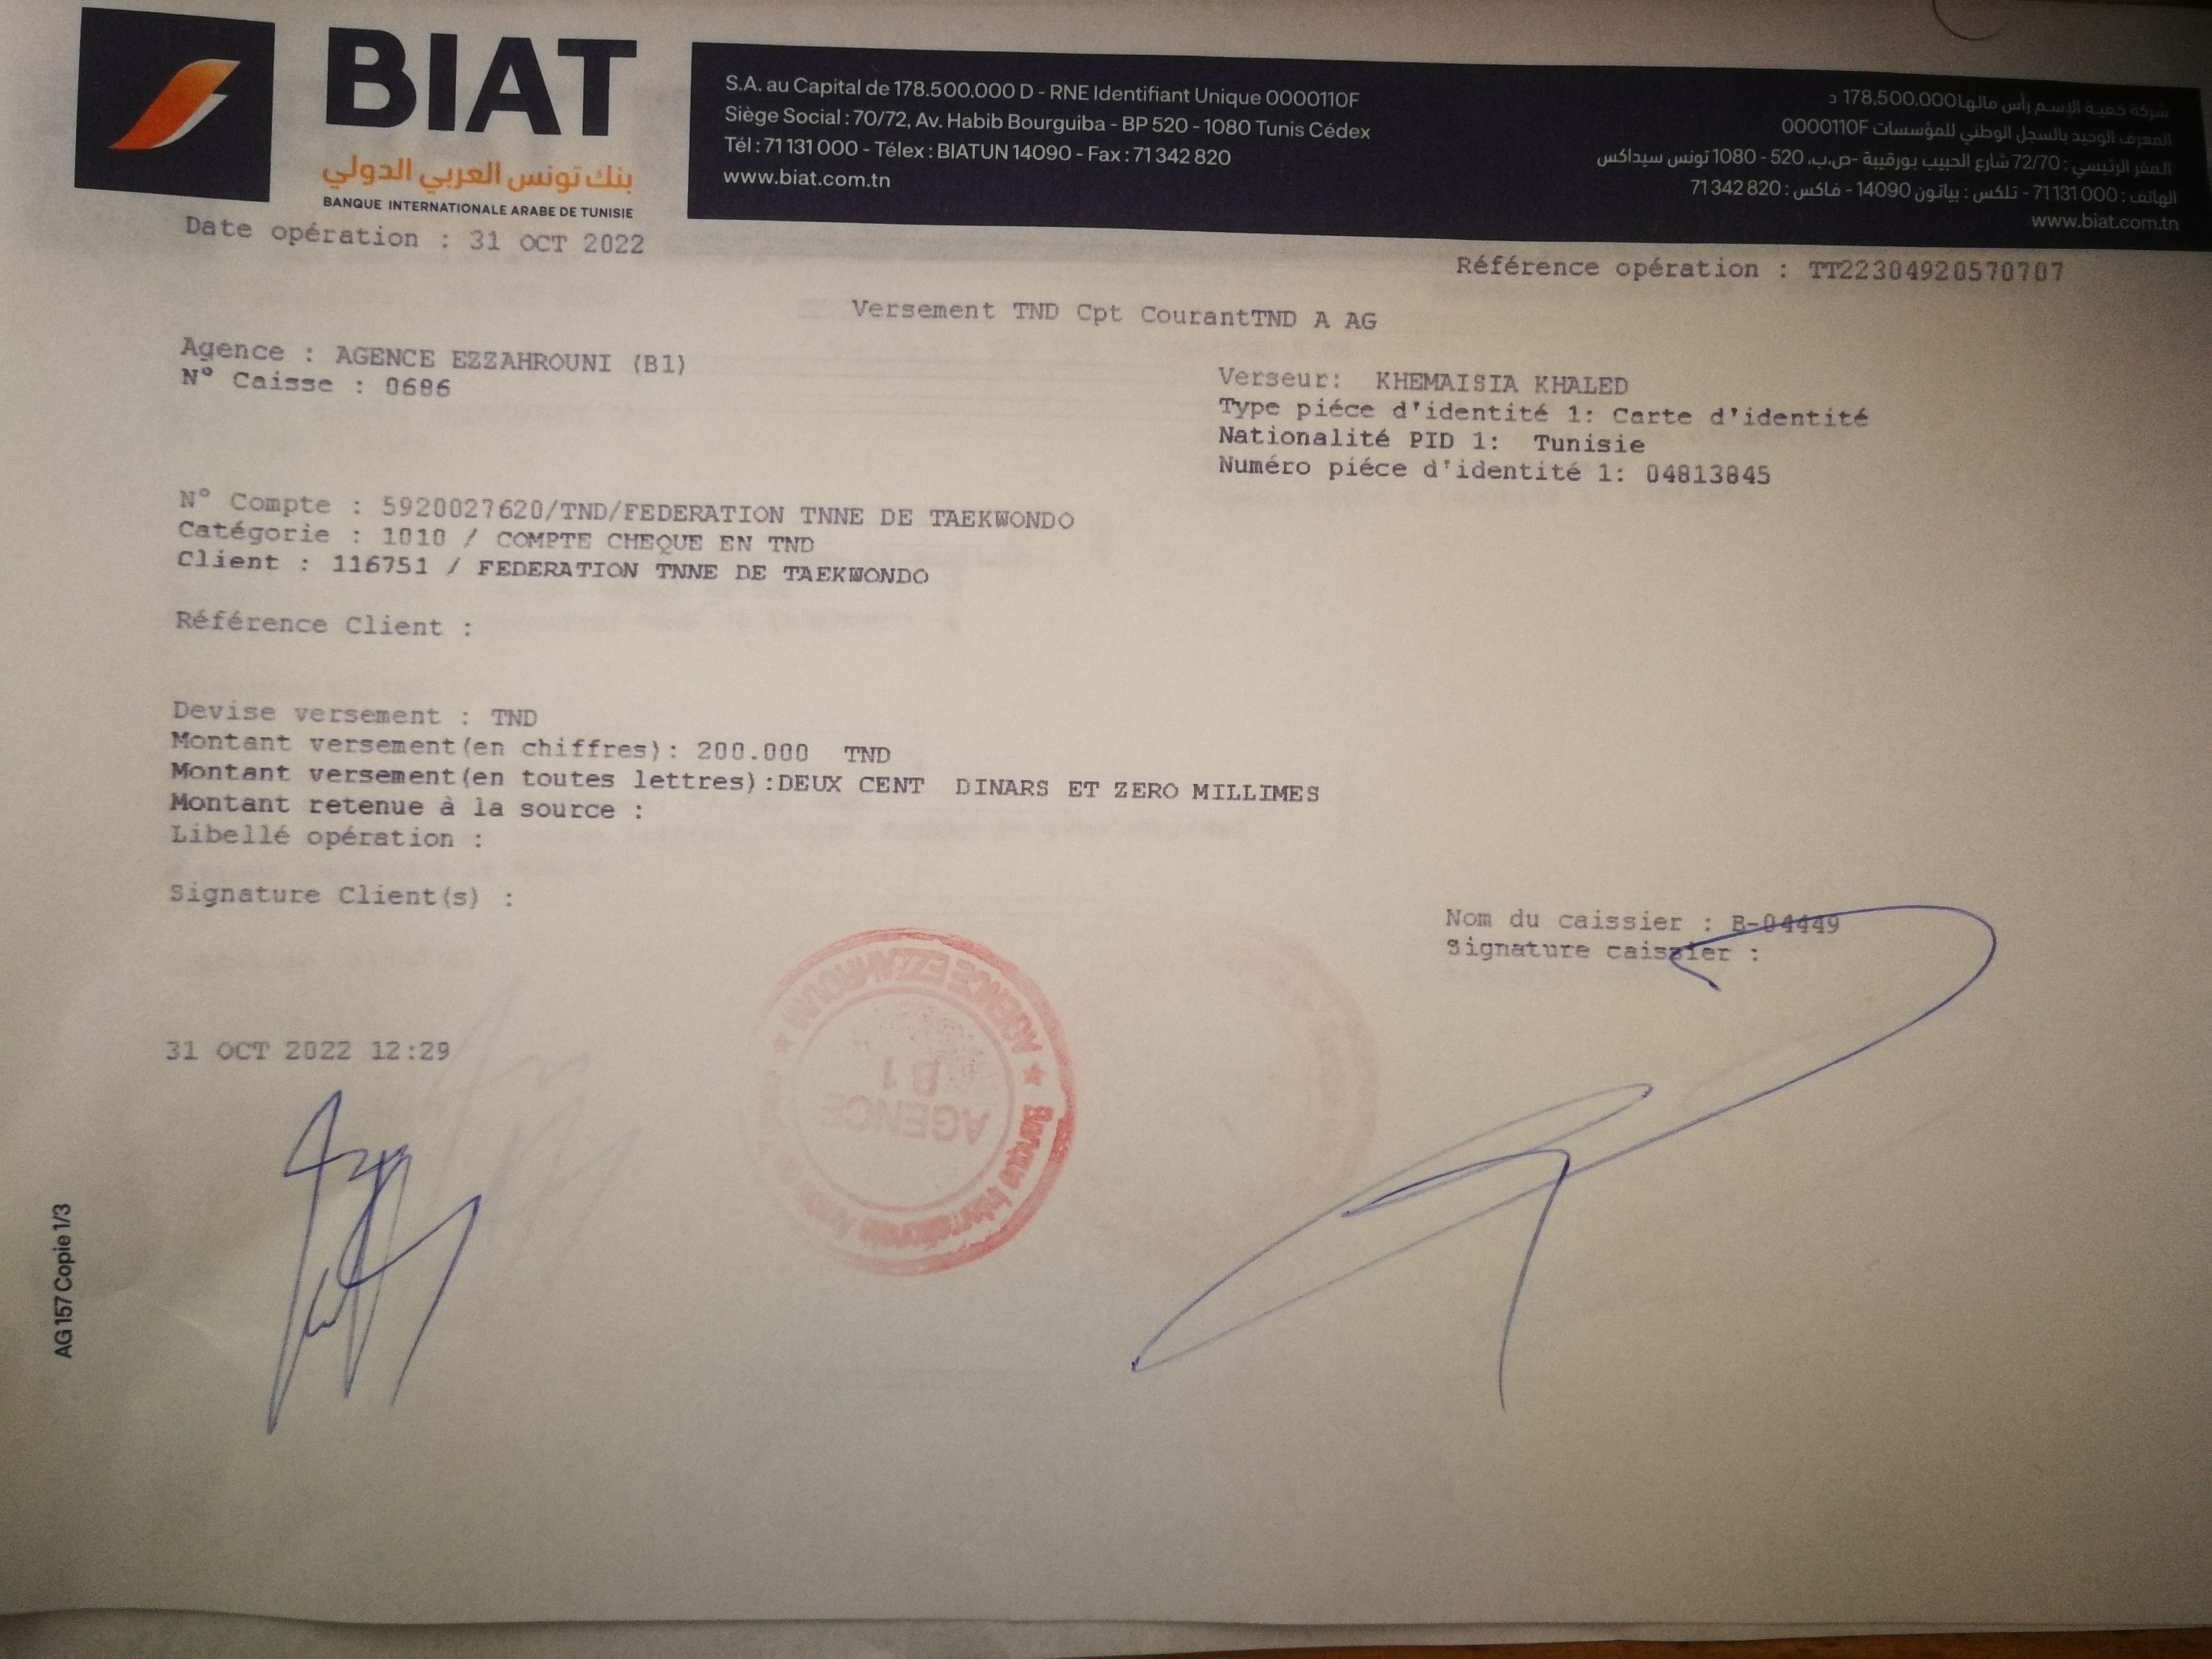 BIAT
بنك تونس العربي الدولي
BANQUE INTERNATIONALE ARABE DE TUNISIE
S.A. au Capital de 178.500.000 D - RNE Identifiant Unique 0000110F
Siège Social : 70/72, Av. Habib Bourguiba - BP 520 - 1080 Tunis Cédex
Tél : 71 131 000 - Télex : BIATUN 14090 - Fax : 71 342 820
www.biat.com.tn
شركة خفية الإسم رأس مالها 178.500.000 د
المعرف الوحيد بالسجل الوطني للمؤسسات 0000110F
المقر الرئيسي : 72/70 شارع الحبيب بورقيبة -ص.ب. 520 - 1080 تونس سيداكس
الهاتف : 71 131 000 - تلكس : بياتون 14090 - فاكس : 71 342 820
www.biat.com.tn
Date opération : 31 OCT 2022
Référence opération : TT22304920570707
Versement TND Cpt CourantTND A AG
Agence : AGENCE EZZAHROUNI (B1)
N° Caisse : 0686
Verseur: KHEMAISIA KHALED
Type piéce d'identité 1: Carte d'identité
Nationalité PID 1: Tunisie
Numéro piéce d'identité 1: 04813845
N° Compte : 5920027620/TND/FEDERATION TNNE DE TAEKWONDO
Catégorie : 1010 / COMPTE CHEQUE EN TND
Client : 116751 / FEDERATION TNNE DE TAEKWONDO
Référence Client :
Devise versement : TND
Montant versement(en chiffres): 200.000 TND
Montant versement(en toutes lettres):DEUX CENT DINARS ET ZERO MILLIMES
Montant retenue à la source :
Libellé opération :
Signature Client(s) :
Nom du caissier : B-04449
Signature caissier :
31 OCT 2022 12:29
AGENCE EZZAHROUNI
AGENCE
B1
Banque Internationale
AG 157 Copie 1/3